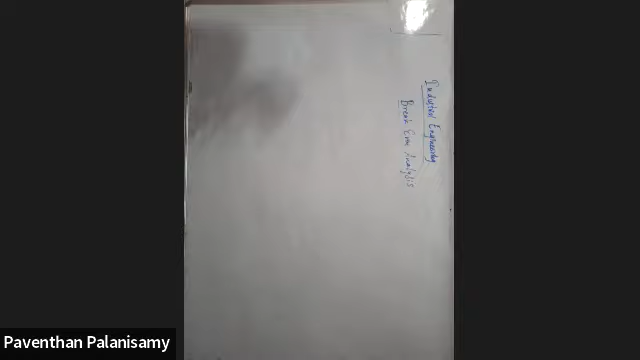 Industrial Engineering
Break Even Analysis
Paventhan Palanisamy